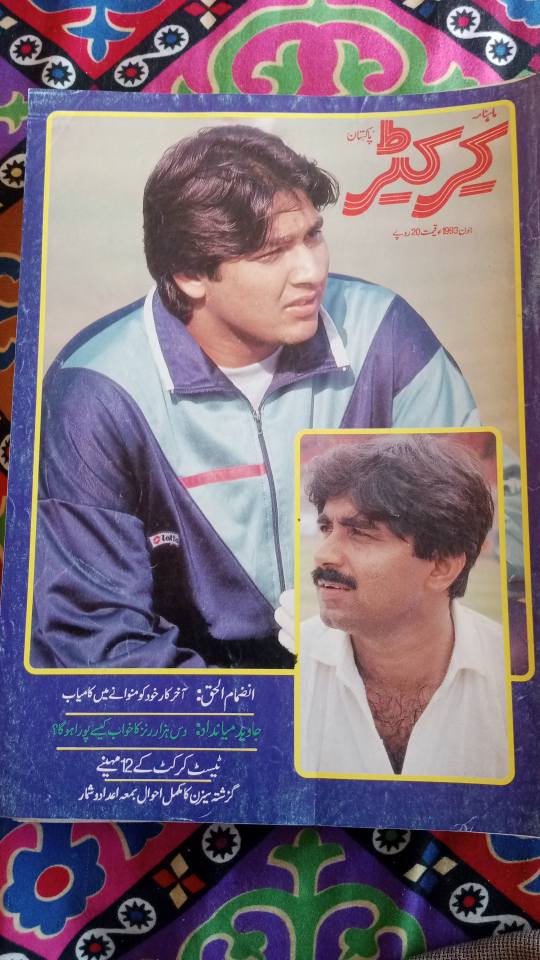 ماہنامہ
پاکستان
کرکٹر
جون 1993ء قیمت 20 روپے
Lotto
انضمام الحق: آخر کار خود کو منوانے میں کامیاب
جاوید میانداد: دس ہزار رنز کا خواب کیسے پورا ہوگا؟
ٹیسٹ کرکٹ کے 12 مہینے
گزشتہ سیزن کا مکمل احوال بمعہ اعداد و شمار